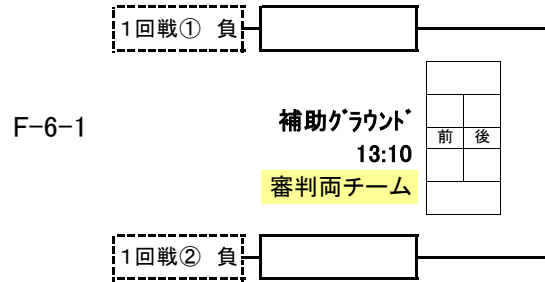 1回戦① 負
F-6-1
補助ｸﾞﾗｳﾝﾄﾞ
前 後
13:10
審判両チーム
1回戦② 負